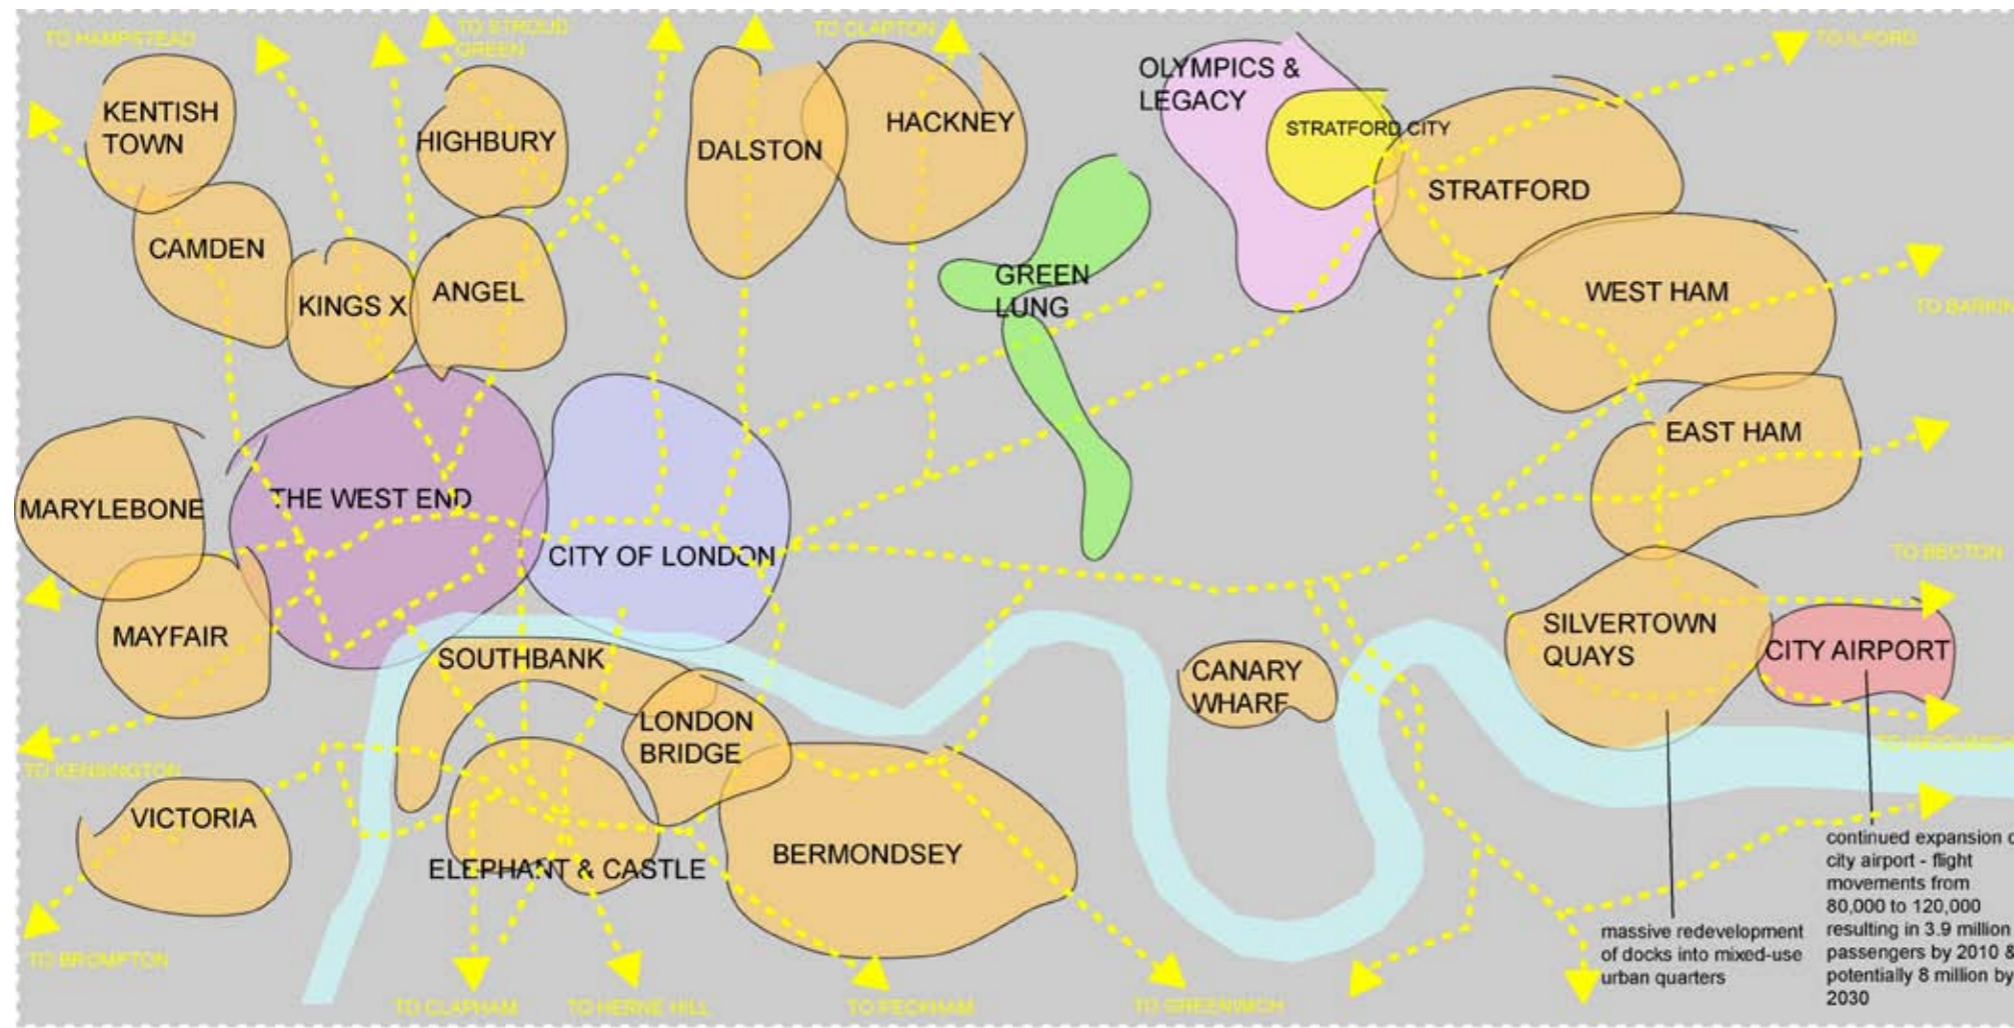 TO HAMPSTEAD
TO STROUD
GREEN
TO CLAPTON
TO ILFORD
KENTISH
TOWN
HIGHBURY
DALSTON
HACKNEY
OLYMPICS &
LEGACY
STRATFORD CITY
STRATFORD
CAMDEN
KINGS X
ANGEL
GREEN
LUNG
WEST HAM
TO BARKIN
EAST HAM
MARYLEBONE
THE WEST END
CITY OF LONDON
TO BECTON
MAYFAIR
SOUTHBANK
CANARY
WHARF
SILVERTOWN
QUAYS
CITY AIRPORT
LONDON
BRIDGE
TO WOOLWICH
TO KENSINGTON
VICTORIA
ELEPHANT & CASTLE
BERMONDSEY
massive redevelopment
of docks into mixed-use
urban quarters
continued expansion o
city airport - flight
movements from
80,000 to 120,000
resulting in 3.9 million
passengers by 2010 &
potentially 8 million by
2030
TO BROMPTON
TO CLAPHAM
TO HERNE HILL
TO PECKHAM
TO GREENWICH